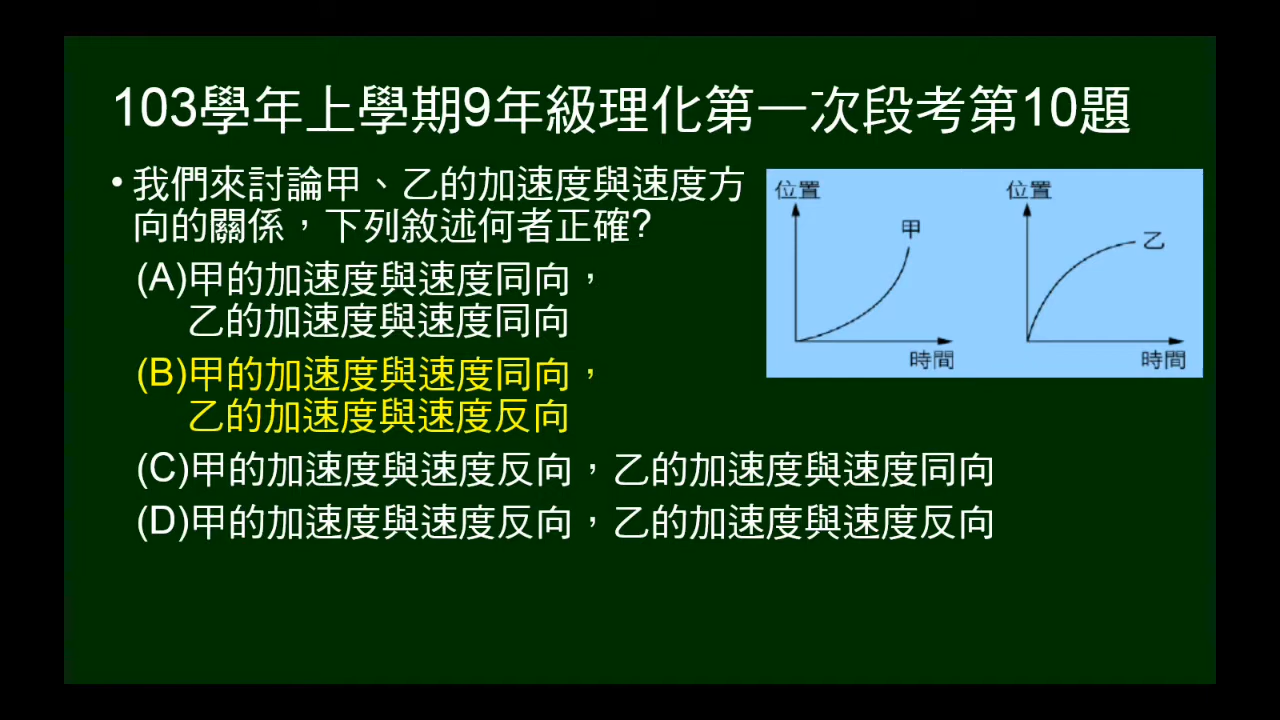 103學年上學期9年級理化第一次段考第10題
•我們來討論甲、乙的加速度與速度方
向的關係，下列敘述何者正確?
(A)甲的加速度與速度同向，
乙的加速度與速度同向
(B)甲的加速度與速度同向，
乙的加速度與速度反向
(C)甲的加速度與速度反向，乙的加速度與速度同向
(D)甲的加速度與速度反向，乙的加速度與速度反向
位置
甲
時間
位置
乙
時間